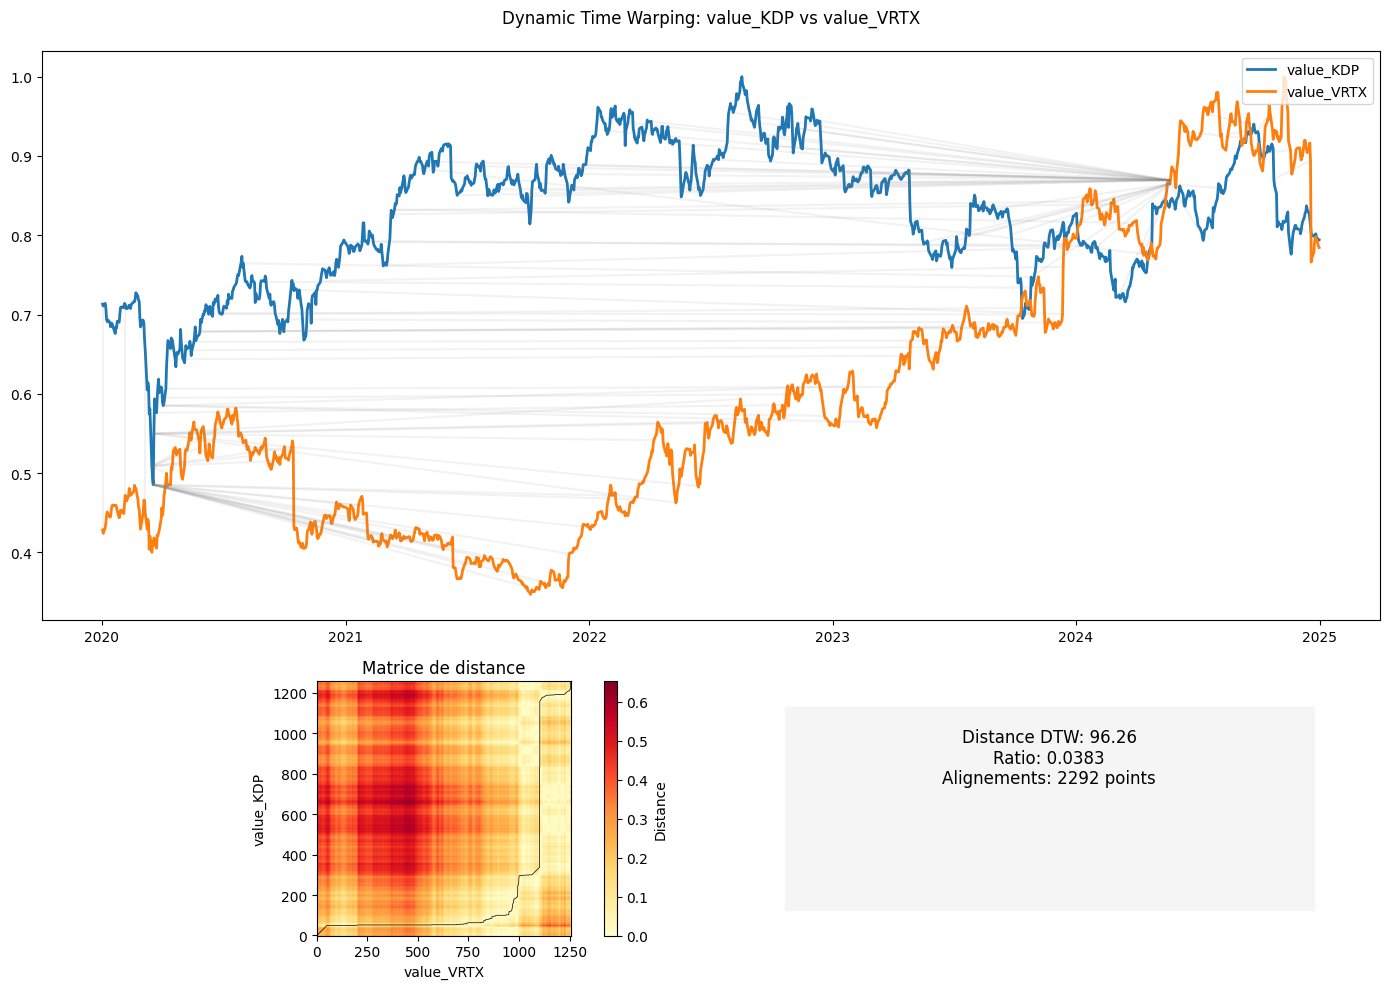 Dynamic Time Warping: value_KDP vs value_VRTX
1.0
0.9
0.8
0.7
0.6
0.5
0.4
value_KDP
value_VRTX
2020 2021 2022 2023 2024 2025
Matrice de distance
1200
1000
800
600
400
200
0
value_KDP
0 250 500 750 1000 1250
value_VRTX
0.6
0.5
0.4
0.3
0.2
0.1
0.0
Distance
Distance DTW: 96.26
Ratio: 0.0383
Alignements: 2292 points